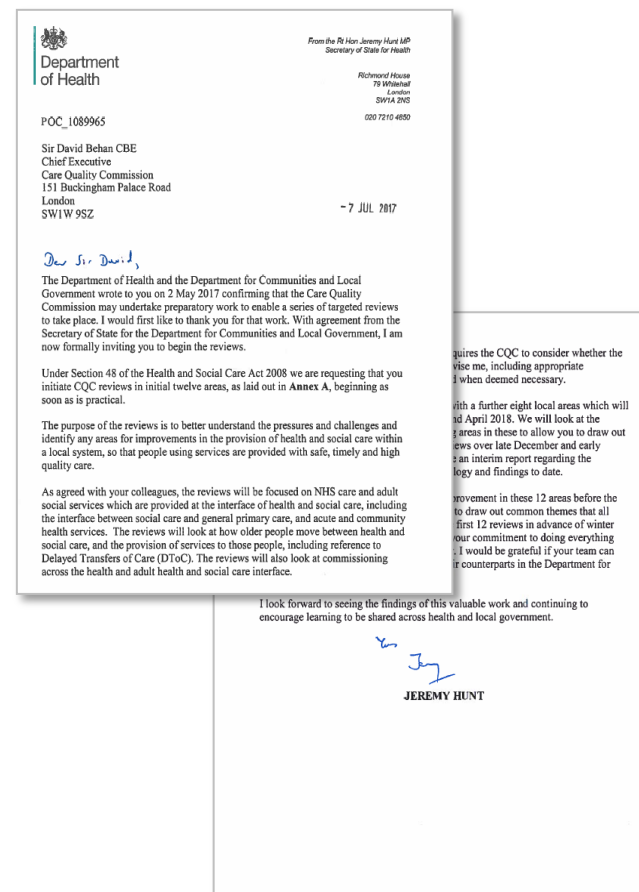 Department
of Health
From the Rt Hon Jeremy Hunt MP
Secretary of State for Health
Richmond House
79 Whitehall
London
SW1A 2NS
020 7210 4850
POC_1089965
Sir David Behan CBE
Chief Executive
Care Quality Commission
151 Buckingham Palace Road
London
SW1W 9SZ
-7 JUL 2017
Dear Sir David,
The Department of Health and the Department for Communities and Local
Government wrote to you on 2 May 2017 confirming that the Care Quality
Commission may undertake preparatory work to enable a series of targeted reviews
to take place. I would first like to thank you for that work. With agreement from the
Secretary of State for the Department for Communities and Local Government, I am
now formally inviting you to begin the reviews.
Under Section 48 of the Health and Social Care Act 2008 we are requesting that you
initiate CQC reviews in initial twelve areas, as laid out in Annex A, beginning as
soon as is practical.
The purpose of the reviews is to better understand the pressures and challenges and
identify any areas for improvements in the provision of health and social care within
a local system, so that people using services are provided with safe, timely and high
quality care.
As agreed with your colleagues, the reviews will be focused on NHS care and adult
social services which are provided at the interface of health and social care, including
the interface between social care and general primary care, and acute and community
health services. The reviews will look at how older people move between health and
social care, and the provision of services to those people, including reference to
Delayed Transfers of Care (DToC). The reviews will also look at commissioning
across the health and adult health and social care interface.
quires the CQC to consider whether the
vise me, including appropriate
when deemed necessary.
with a further eight local areas which will
nd April 2018. We will look at the
areas in these to allow you to draw out
ews over late December and early
an interim report regarding the
logy and findings to date.
provement in these 12 areas before the
to draw out common themes that all
first 12 reviews in advance of winter
your commitment to doing everything
. I would be grateful if your team can
ir counterparts in the Department for
I look forward to seeing the findings of this valuable work and continuing to
encourage learning to be shared across health and local government.
Yours
Jeremy
JEREMY HUNT